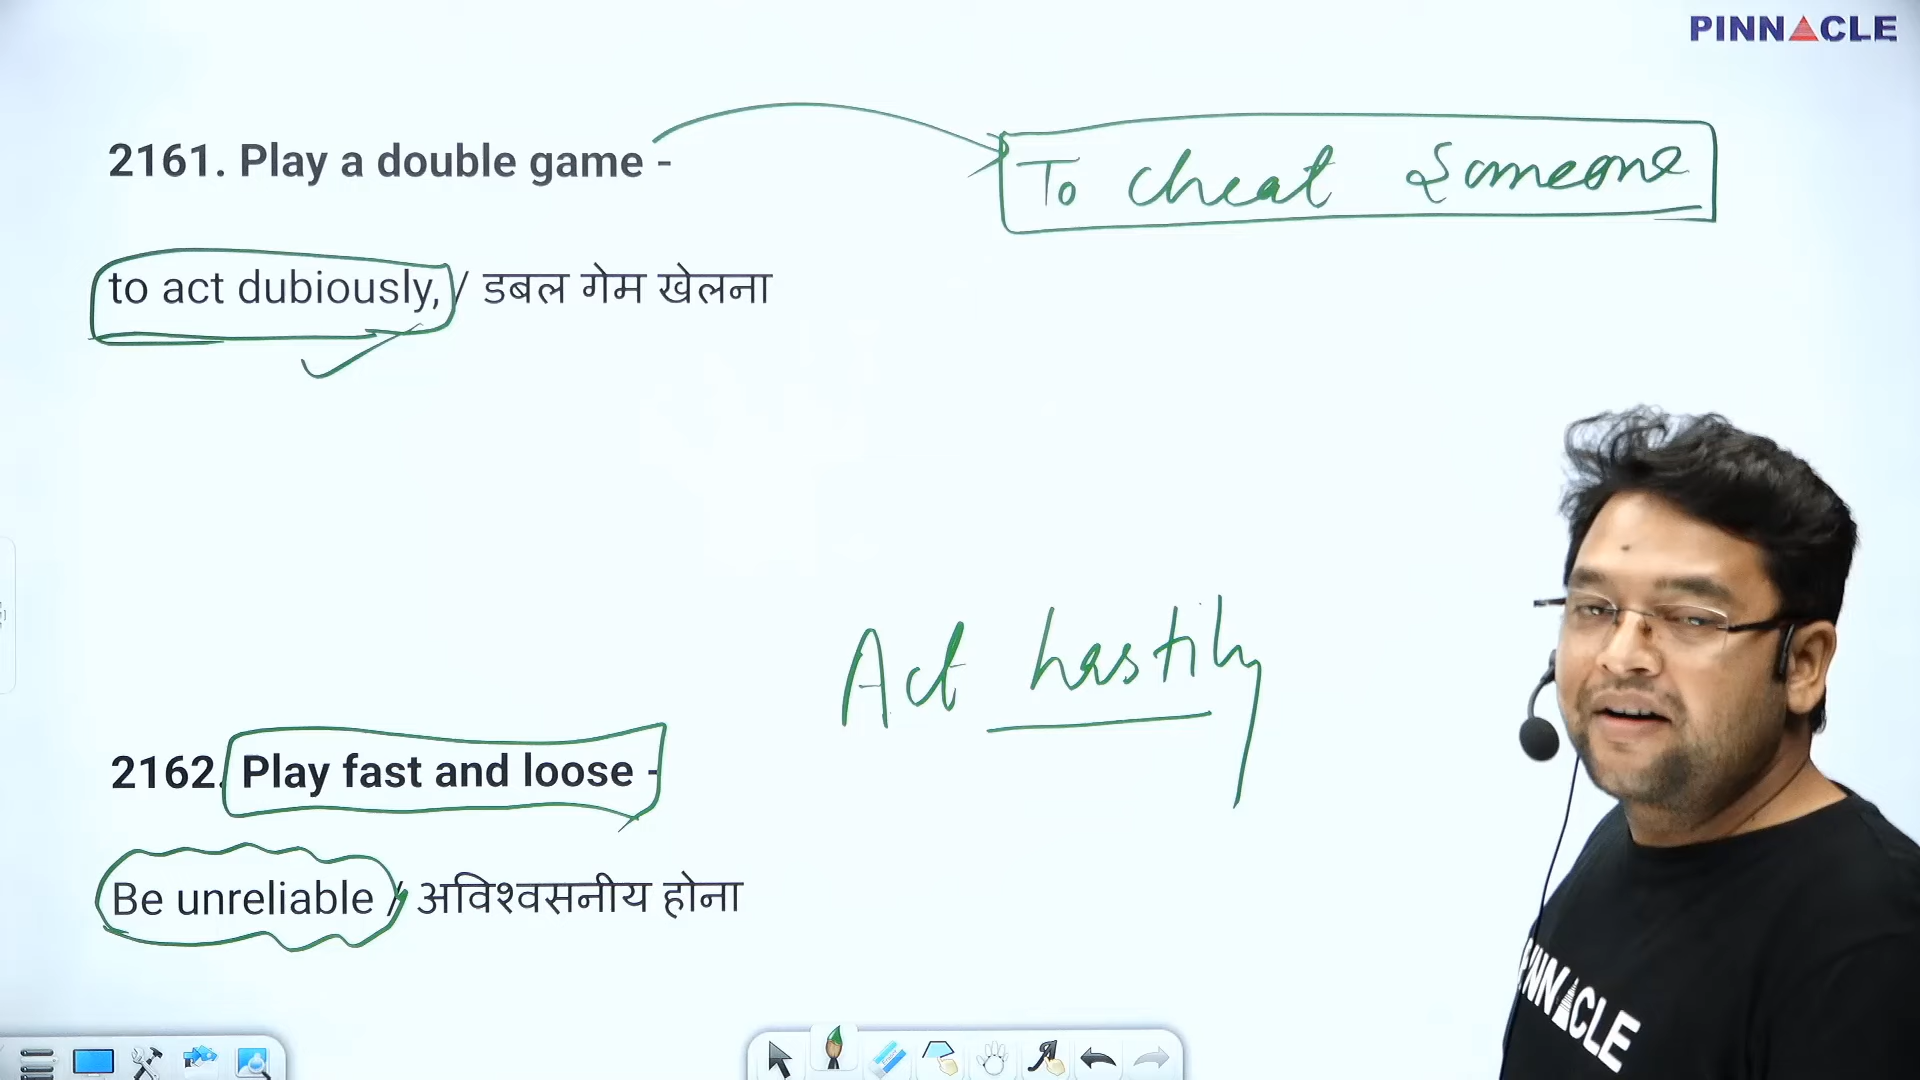 PINNACLE
2161. Play a double game -
To cheat Someone
to act dubiously, / डबल गेम खेलना
Act hastily
2162. Play fast and loose -
Be unreliable / अविश्वसनीय होना
PINNACLE